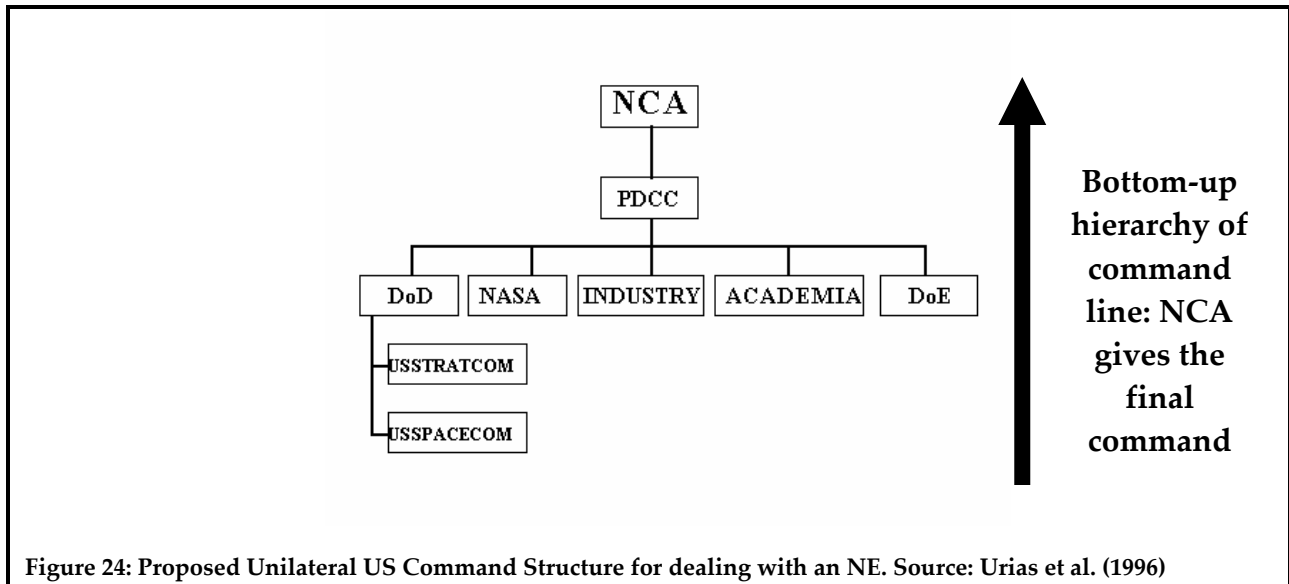 NCA
PDCC
DoD NASA INDUSTRY ACADEMIA DoE
USSTRATCOM
USSPACECOM
Bottom-up
hierarchy of
command
line: NCA
gives the
final
command
Figure 24: Proposed Unilateral US Command Structure for dealing with an NE. Source: Urias et al. (1996)